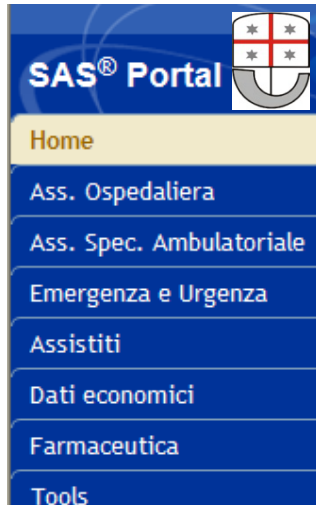 SAS® Portal
Home
Ass. Ospedaliera
Ass. Spec. Ambulatoriale
Emergenza e Urgenza
Assistiti
Dati economici
Farmaceutica
Tools